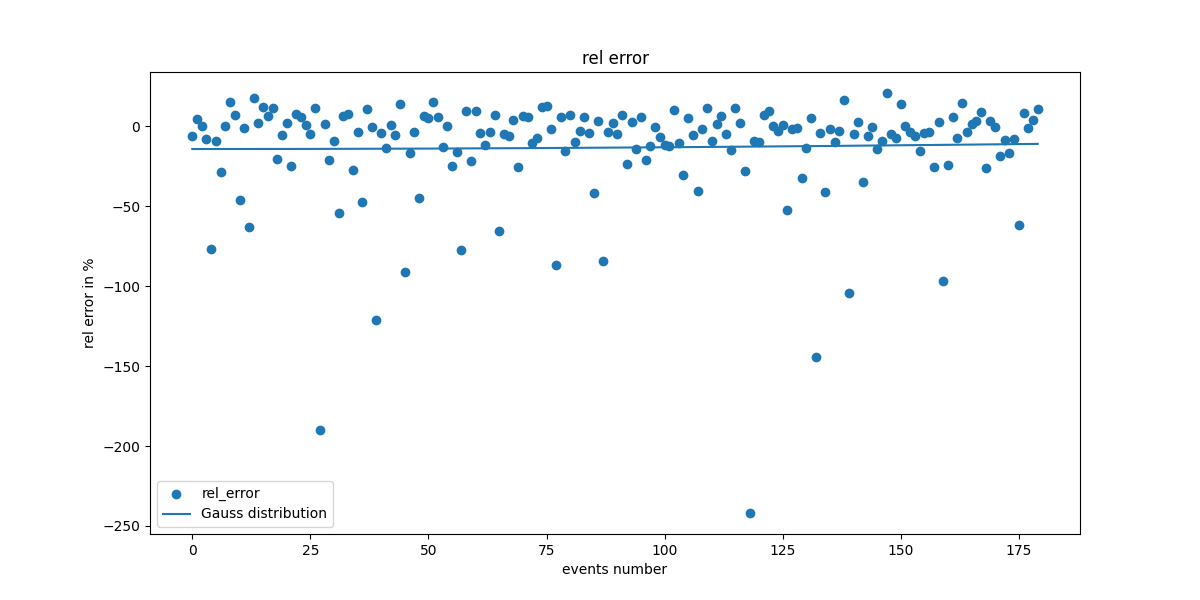 rel error
rel error in %
0
−50
−100
−150
−200
−250
rel_error
Gauss distribution
0 25 50 75 100 125 150 175
events number